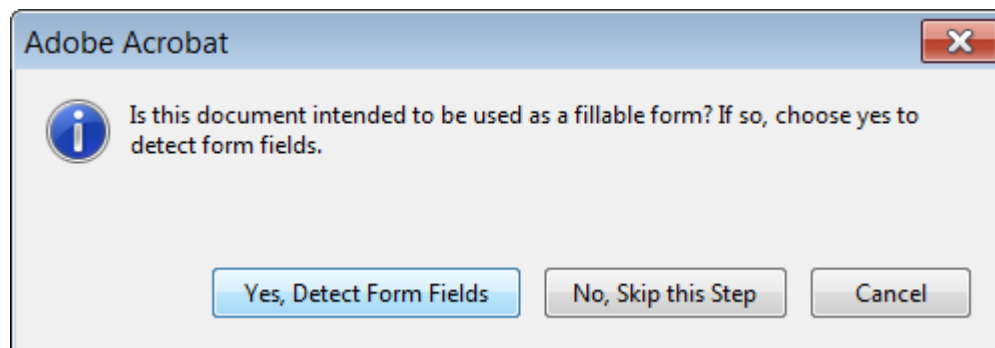 Adobe Acrobat
Is this document intended to be used as a fillable form? If so, choose yes to
detect form fields.
Yes, Detect Form Fields
No, Skip this Step
Cancel